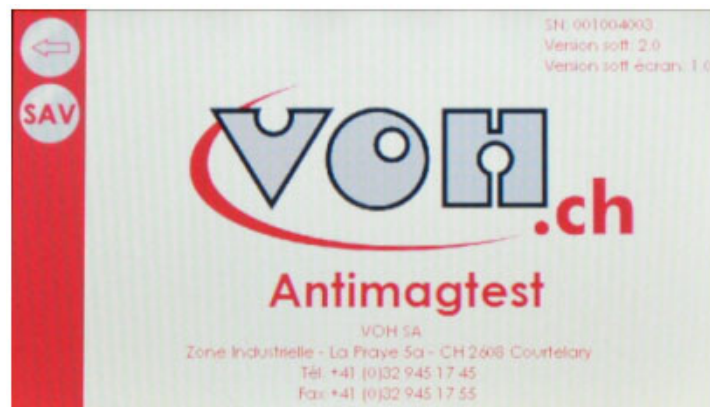 SN: 001004003
Version soft: 2.0
Version soft écran: 1.0
SAV
VOH.ch
Antimagtest
VOH SA
Zone Industrielle - La Praye 5a - CH 2608 Courtelary
Tél. +41 (0)32 945 17 45
Fax +41 (0)32 945 17 55